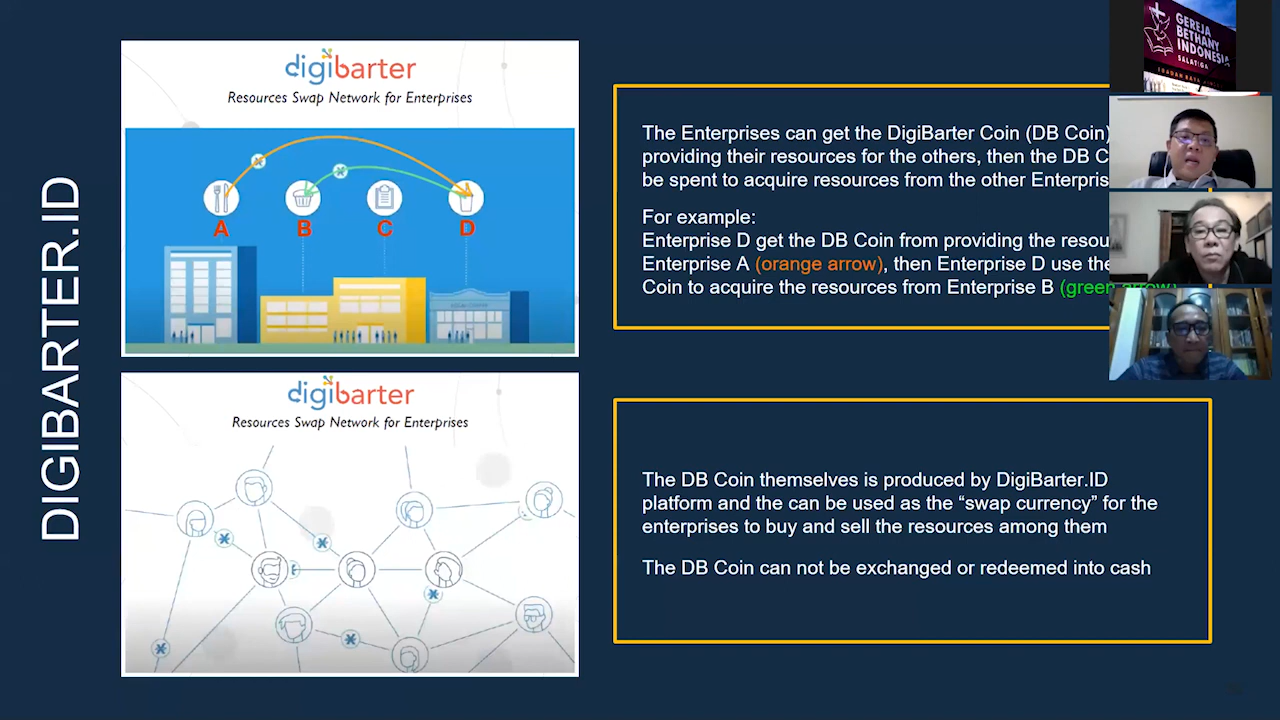 DIGIBARTER.ID
digibarter
Resources Swap Network for Enterprises
A B C D
digibarter
Resources Swap Network for Enterprises
The Enterprises can get the DigiBarter Coin (DB Coin)
providing their resources for the others, then the DB C
be spent to acquire resources from the other Enterpris
For example:
Enterprise D get the DB Coin from providing the resou
Enterprise A (orange arrow), then Enterprise D use the
Coin to acquire the resources from Enterprise B (green arrow)
The DB Coin themselves is produced by DigiBarter.ID
platform and the can be used as the “swap currency” for the
enterprises to buy and sell the resources among them
The DB Coin can not be exchanged or redeemed into cash
GEREJA
BETHANY
INDONESIA
SALATIGA